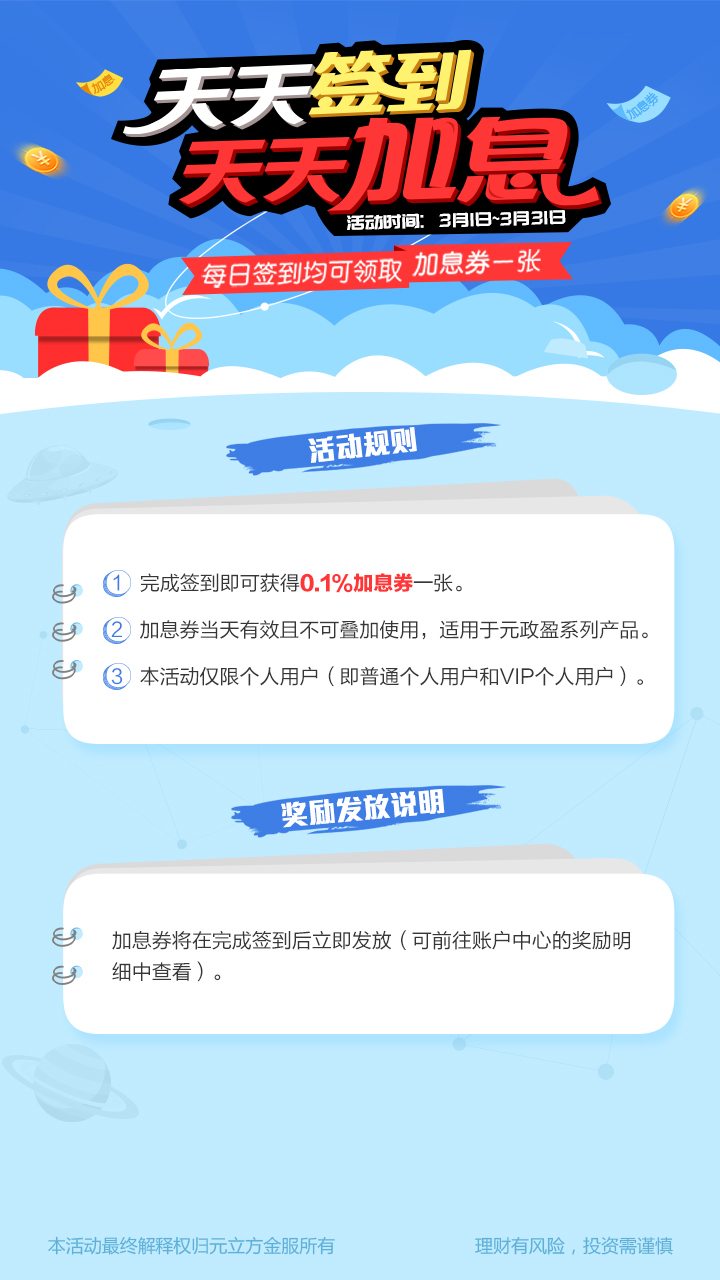 加息
加息券
天天签到
天天加息
活动时间：3月1日~3月31日
每日签到均可领取 加息券一张
活动规则
① 完成签到即可获得0.1%加息券一张。
② 加息券当天有效且不可叠加使用，适用于元政盈系列产品。
③ 本活动仅限个人用户（即普通个人用户和VIP个人用户）。
奖励发放说明
加息券将在完成签到后立即发放（可前往账户中心的奖励明
细中查看）。
本活动最终解释权归元立方金服所有
理财有风险，投资需谨慎